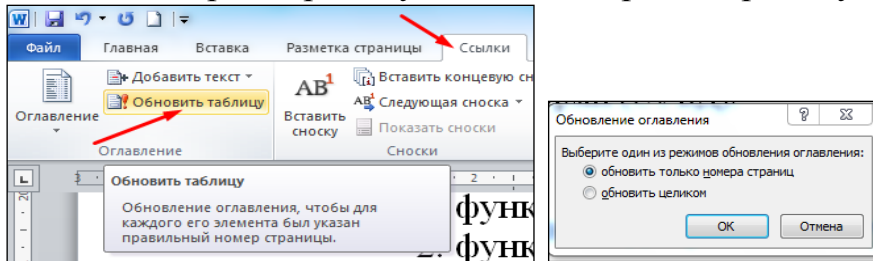 Файл Главная Вставка Разметка страницы Ссылки
Добавить текст
Обновить таблицу
Оглавление
AB1
Вставить сноску
Вставить концевую сн
Следующая сноска
Показать сноски
Оглавление
Сноски
Обновить таблицу
Обновление оглавления, чтобы для
каждого его элемента был указан
правильный номер страницы.
функ
2. функ
Обновление оглавления
Выберите один из режимов обновления оглавления:
обновить только номера страниц
обновить целиком
ОК Отмена